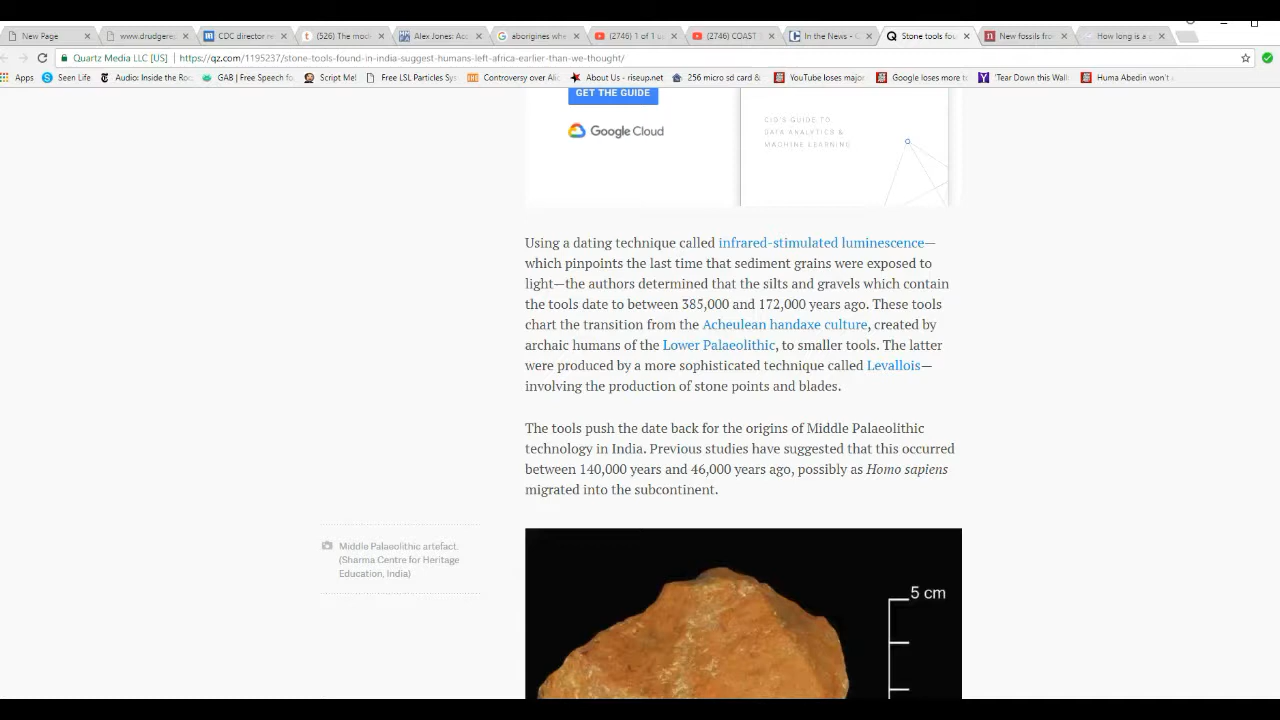 New Page
www.drudgere
CDC director re
(526) The mod
Alex Jones: Acc
aborigines whe
(2746) 1 of 1 u
(2746) COAST
In the News - C
Stone tools fou
New fossils from
How long is a g
Quartz Media LLC [US]
https://qz.com/1195237/stone-tools-found-in-india-suggest-humans-left-africa-earlier-than-we-thought/
Apps
Seen Life
Audio: Inside the Ro
GAB | Free Speech fo
Script Me!
Free LSL Particles Sys
Controversy over Ali
About Us - riseup.net
256 micro sd card &
YouTube loses major
Google loses more to
'Tear Down this Wall
Huma Abedin won't a
GET THE GUIDE
Google Cloud
CIO'S GUIDE TO
DATA ANALYTICS &
MACHINE LEARNING
Using a dating technique called infrared-stimulated luminescence—
which pinpoints the last time that sediment grains were exposed to
light—the authors determined that the silts and gravels which contain
the tools date to between 385,000 and 172,000 years ago. These tools
chart the transition from the Acheulean handaxe culture, created by
archaic humans of the Lower Palaeolithic, to smaller tools. The latter
were produced by a more sophisticated technique called Levallois—
involving the production of stone points and blades.
The tools push the date back for the origins of Middle Palaeolithic
technology in India. Previous studies have suggested that this occurred
between 140,000 years and 46,000 years ago, possibly as Homo sapiens
migrated into the subcontinent.
Middle Palaeolithic artefact.
(Sharma Centre for Heritage
Education, India)
5 cm